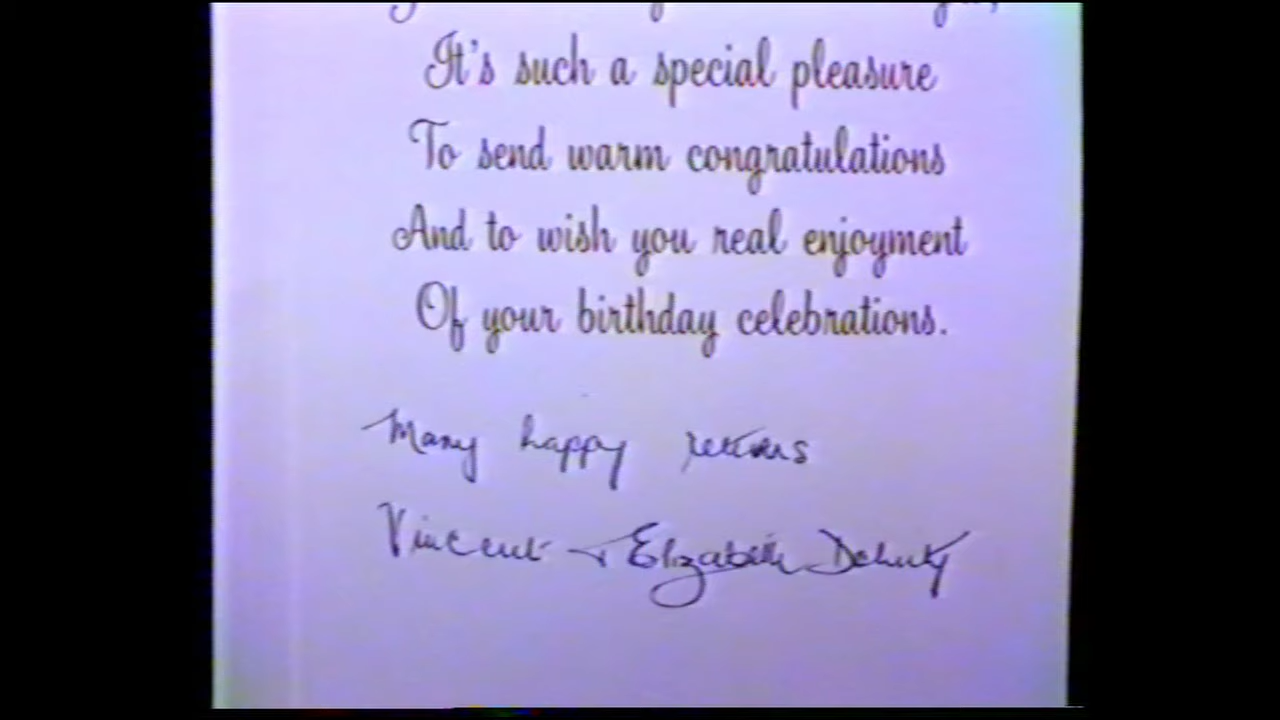 It's such a special pleasure
To send warm congratulations
And to wish you real enjoyment
Of your birthday celebrations.
Many happy returns
Vincent + Elizabeth